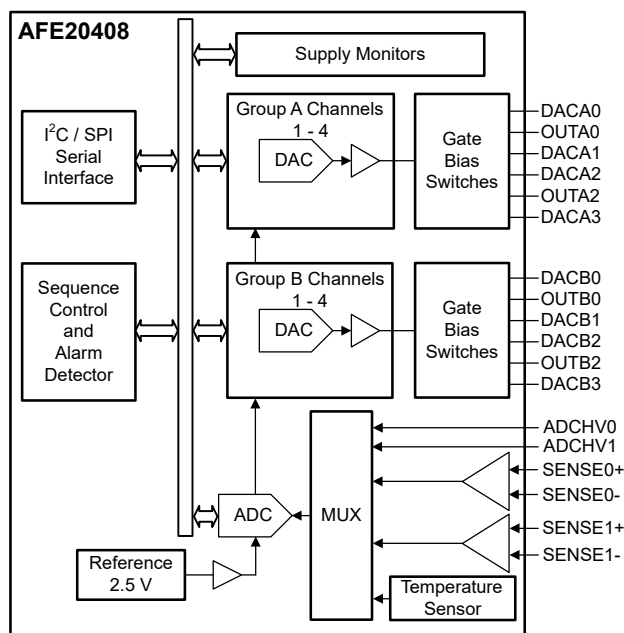 AFE20408
Supply Monitors
I²C / SPI
Serial
Interface
Group A Channels
1 - 4
DAC
Gate
Bias
Switches
DACA0
OUTA0
DACA1
DACA2
OUTA2
DACA3
Sequence
Control
and
Alarm
Detector
Group B Channels
1 - 4
DAC
Gate
Bias
Switches
DACB0
OUTB0
DACB1
DACB2
OUTB2
DACB3
ADCHV0
ADCHV1
SENSE0+
SENSE0-
SENSE1+
SENSE1-
MUX
ADC
Reference
2.5 V
Temperature
Sensor